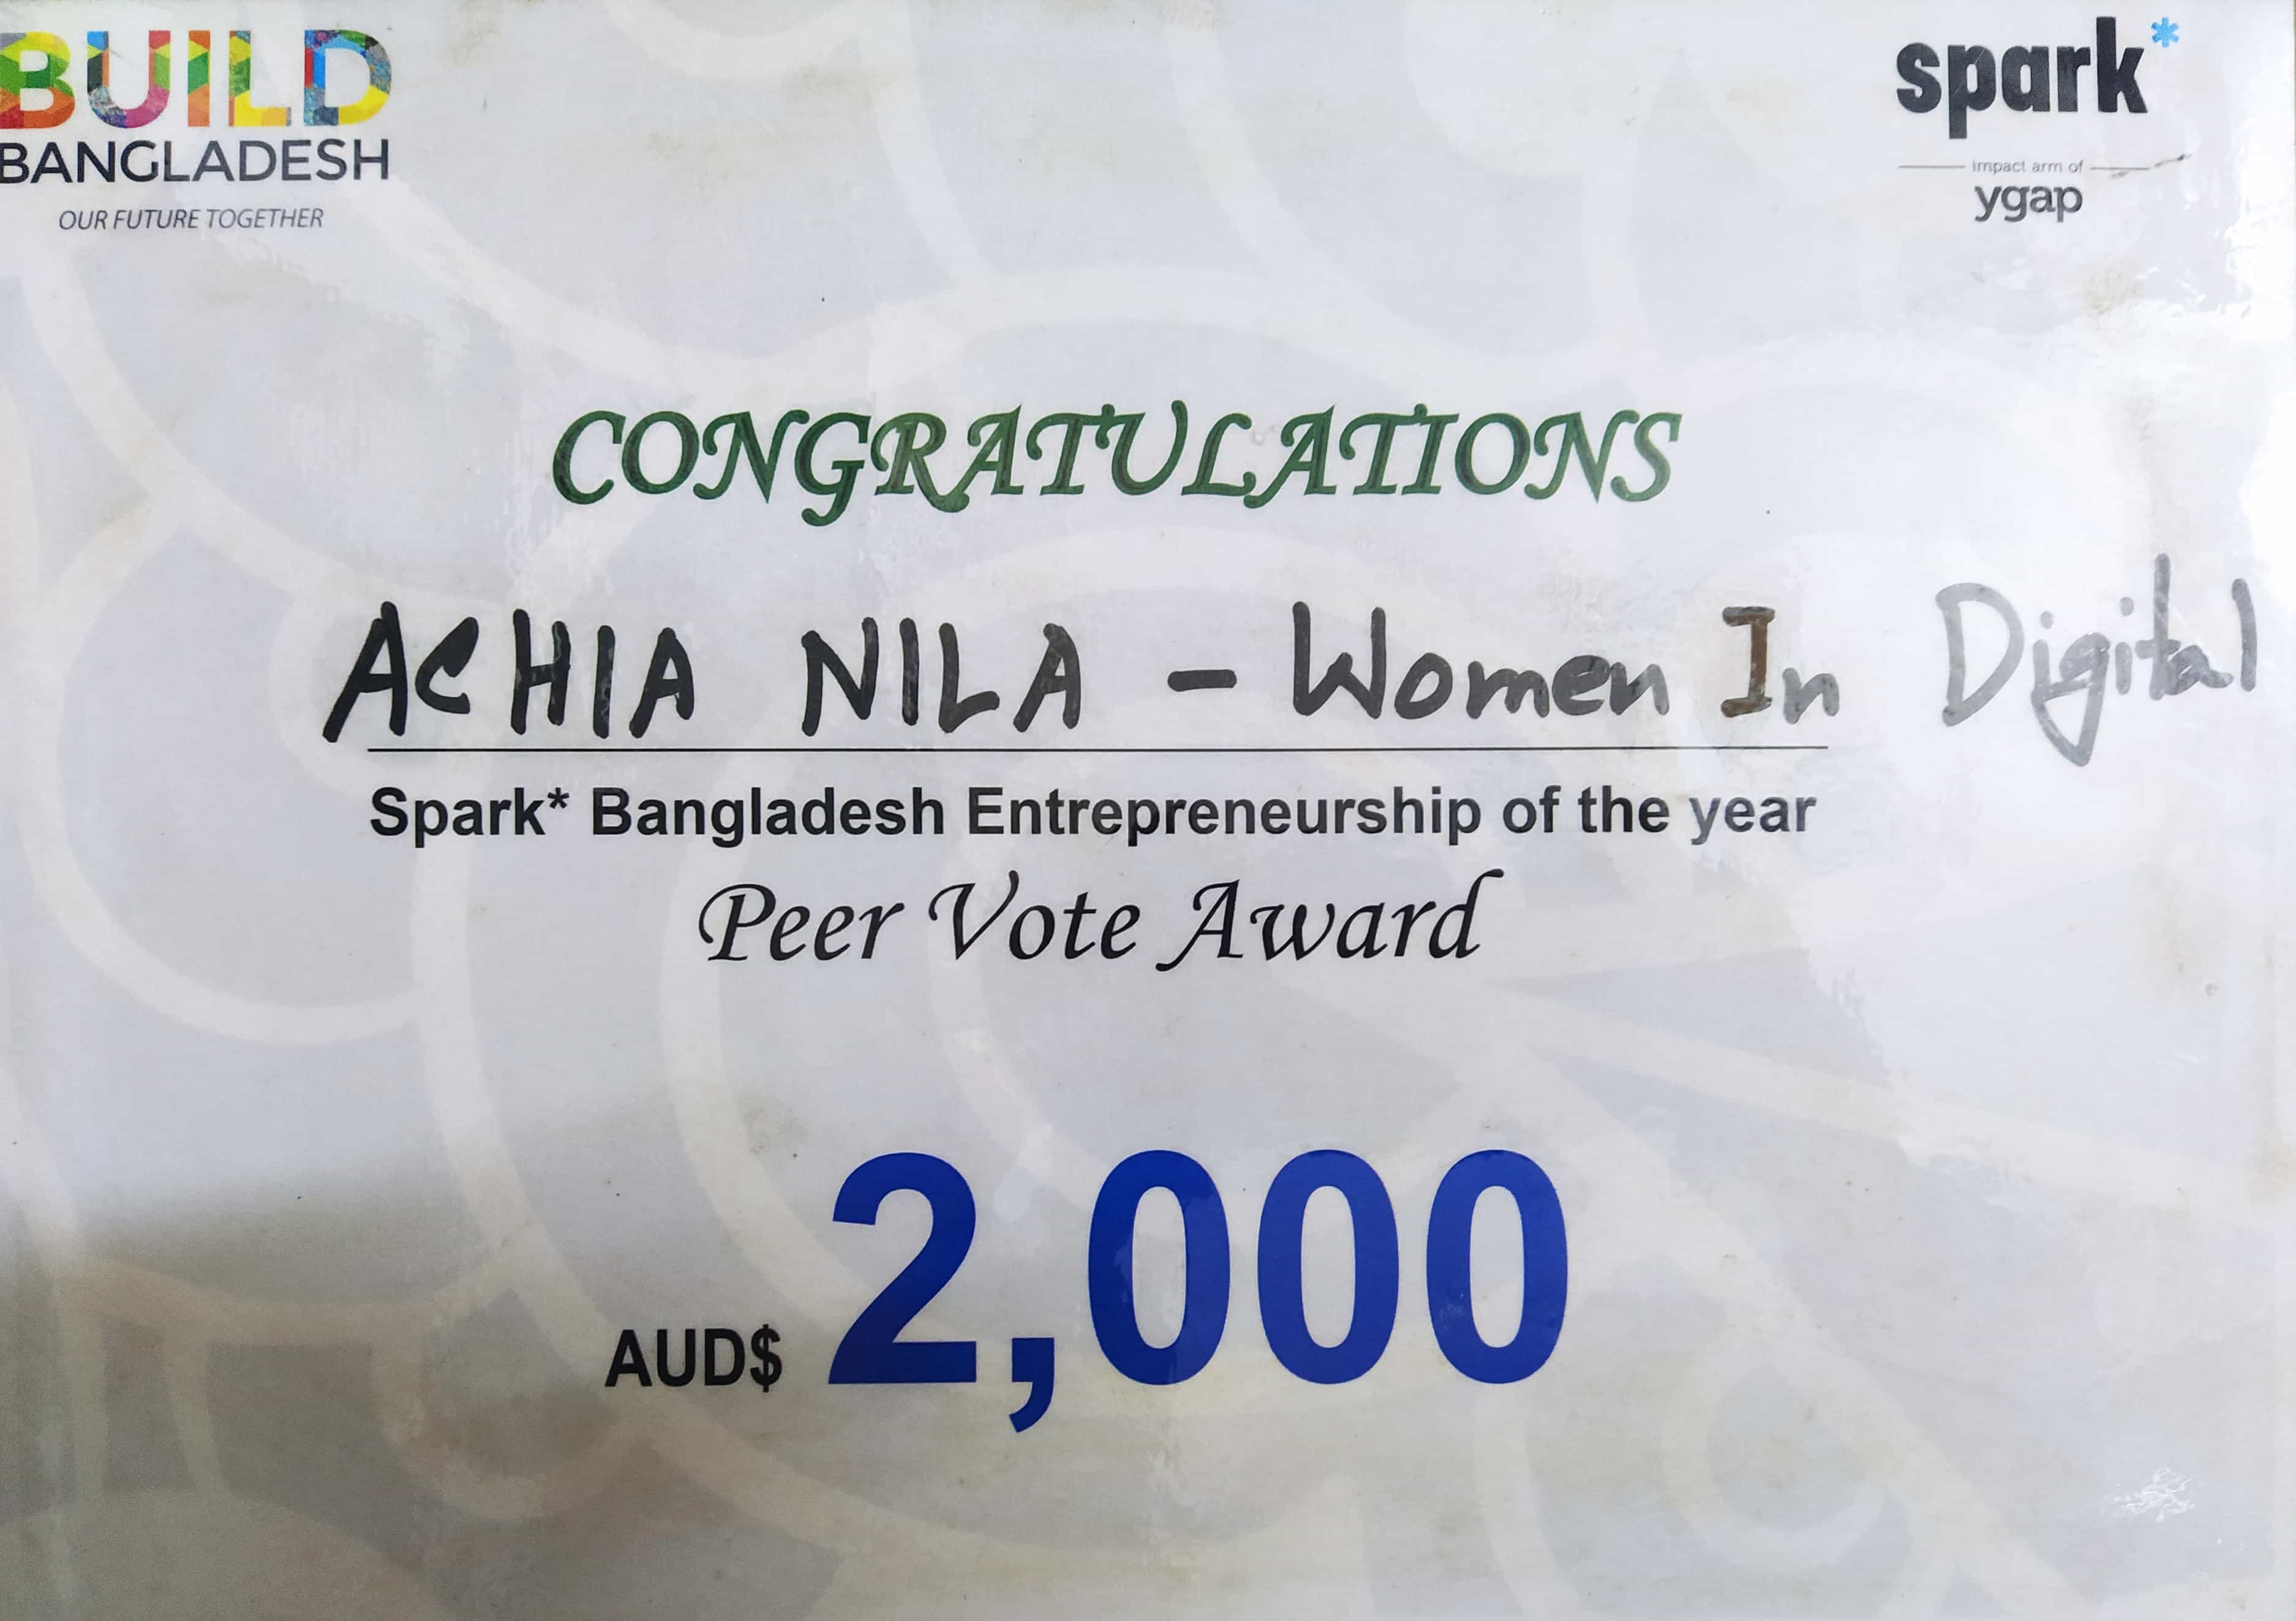 BUILD
BANGLADESH
OUR FUTURE TOGETHER
spark*
impact arm of
ygap
CONGRATULATIONS
ACHIA NILA - Women In Digital
Spark* Bangladesh Entrepreneurship of the year
Peer Vote Award
AUD$ 2,000